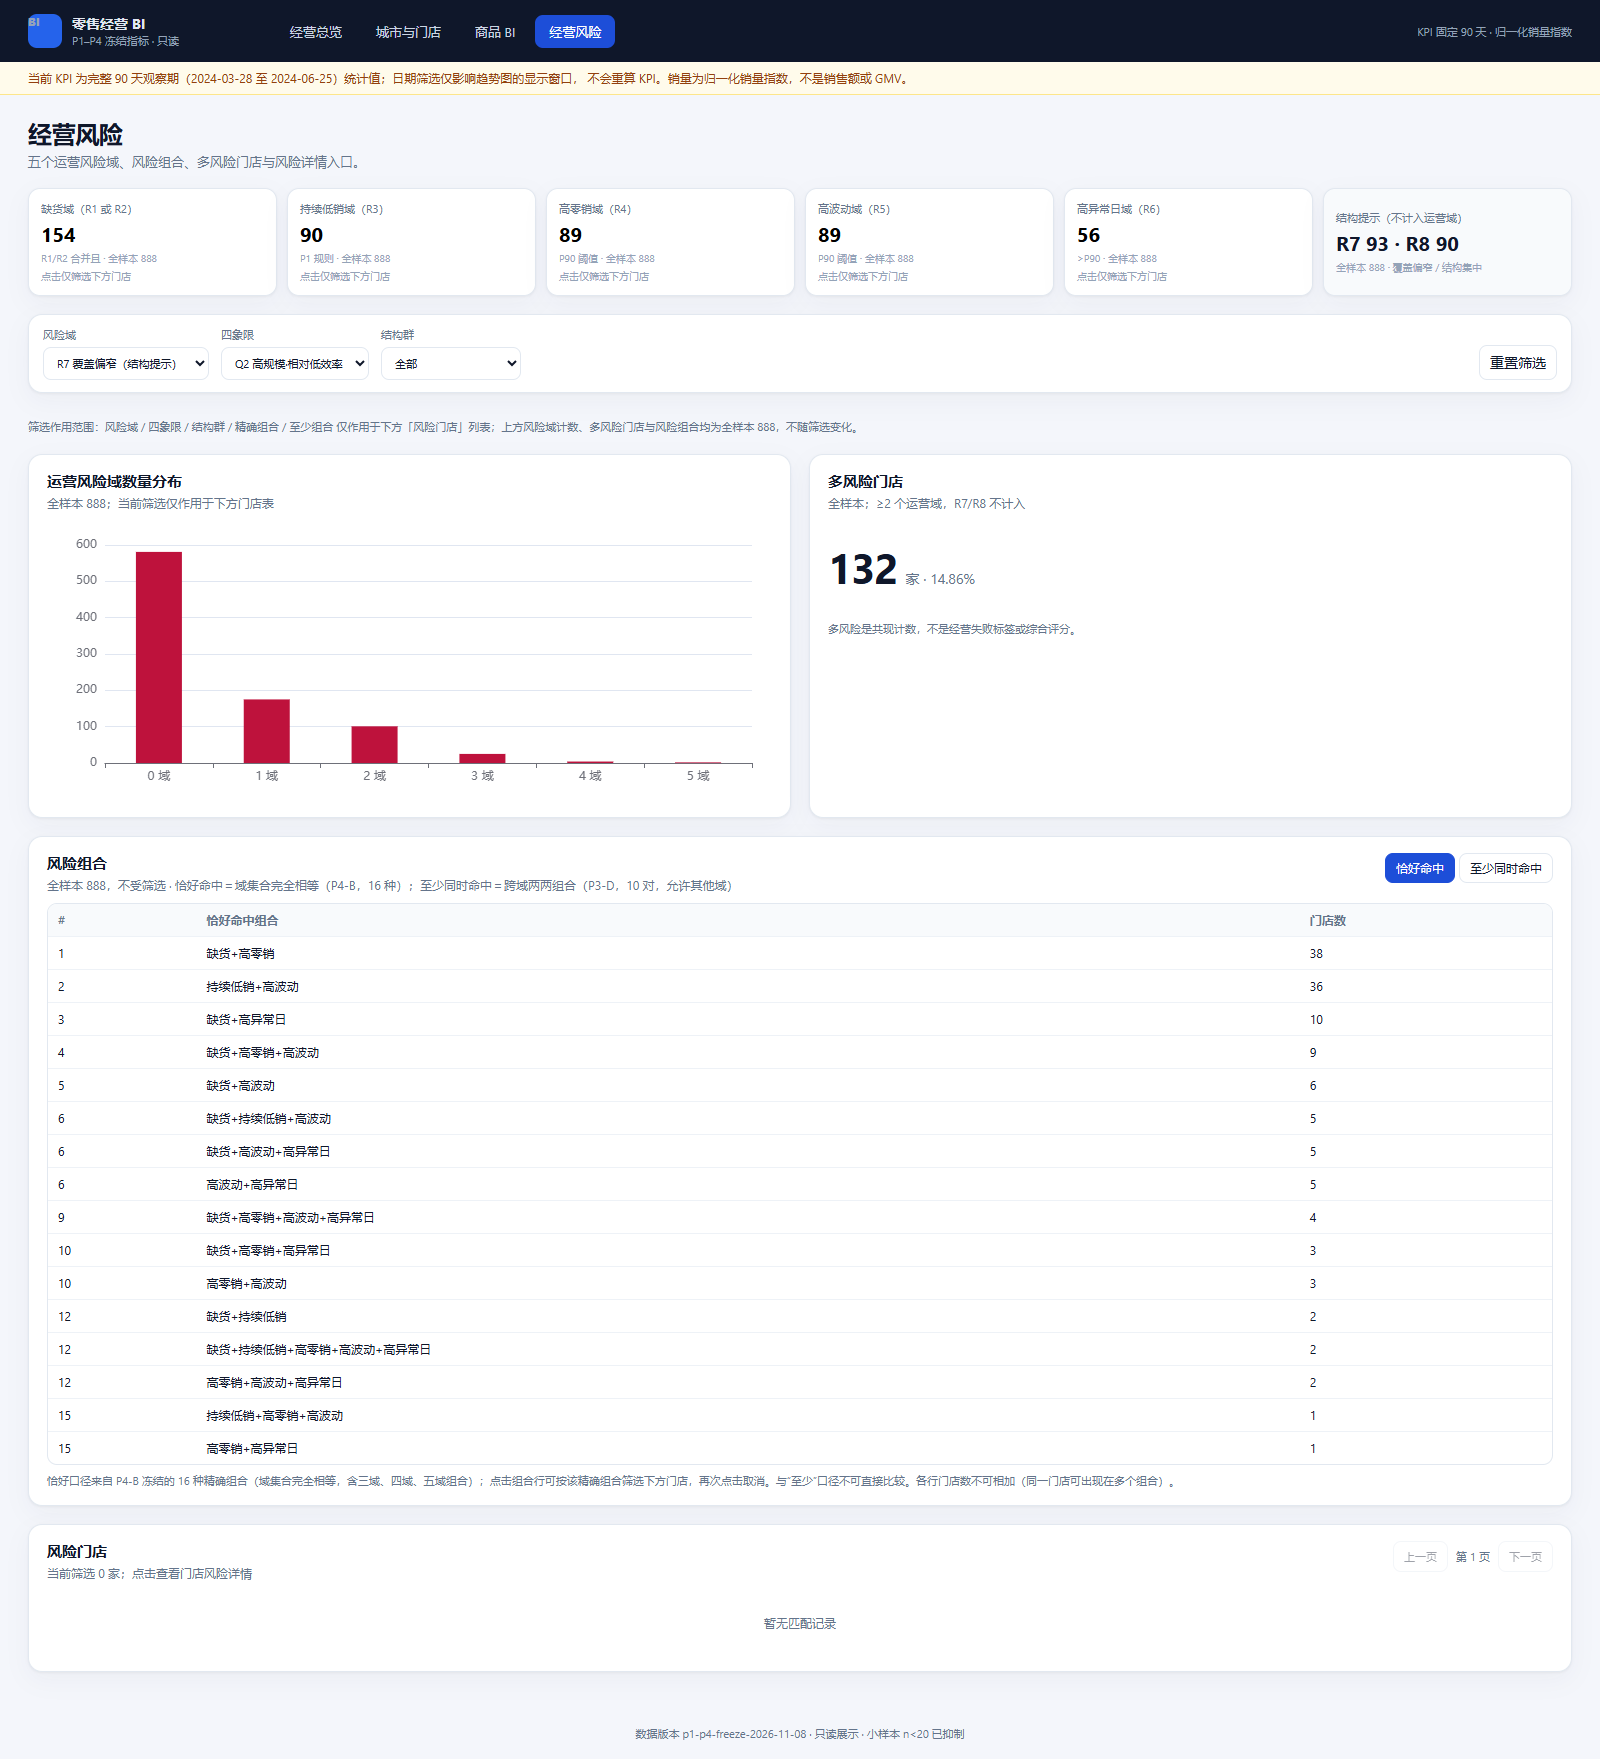 BI
零售经营 BI
P1–P4 冻结指标 · 只读
经营总览
城市与门店
商品 BI
经营风险
KPI 固定 90 天 · 归一化销量指数
当前 KPI 为完整 90 天观察期（2024-03-28 至 2024-06-25）统计值；日期筛选仅影响趋势图的显示窗口， 不会重算 KPI。销量为归一化销量指数，不是销售额或 GMV。
经营风险
五个运营风险域、风险组合、多风险门店与风险详情入口。
缺货域（R1 或 R2）
154
R1/R2 合并且 · 全样本 888
点击仅筛选下方门店
持续低销域（R3）
90
P1 规则 · 全样本 888
点击仅筛选下方门店
高零销域（R4）
89
P90 阈值 · 全样本 888
点击仅筛选下方门店
高波动域（R5）
89
P90 阈值 · 全样本 888
点击仅筛选下方门店
高异常日域（R6）
56
>P90 · 全样本 888
点击仅筛选下方门店
结构提示（不计入运营域）
R7 93 · R8 90
全样本 888 · 覆盖偏窄 / 结构集中
风险域
四象限
结构群
R7 覆盖偏窄（结构提示）
Q2 高规模·相对低效率
全部
重置筛选
筛选作用范围：风险域 / 四象限 / 结构群 / 精确组合 / 至少组合 仅作用于下方「风险门店」列表；上方风险域计数、多风险门店与风险组合均为全样本 888，不随筛选变化。
运营风险域数量分布
全样本 888；当前筛选仅作用于下方门店表
600
500
400
300
200
100
0
0 域
1 域
2 域
3 域
4 域
5 域
多风险门店
全样本；≥2 个运营域，R7/R8 不计入
132 家 · 14.86%
多风险是共现计数，不是经营失败标签或综合评分。
风险组合
全样本 888，不受筛选 · 恰好命中 = 域集合完全相等（P4-B，16 种）；至少同时命中 = 跨域两两组合（P3-D，10 对，允许其他域）
恰好命中
至少同时命中
# 恰好命中组合 门店数
1 缺货+高零销 38
2 持续低销+高波动 36
3 缺货+高异常日 10
4 缺货+高零销+高波动 9
5 缺货+高波动 6
6 缺货+持续低销+高波动 5
6 缺货+高波动+高异常日 5
6 高波动+高异常日 5
9 缺货+高零销+高波动+高异常日 4
10 缺货+高零销+高异常日 3
10 高零销+高波动 3
12 缺货+持续低销 2
12 缺货+持续低销+高零销+高波动+高异常日 2
12 高零销+高波动+高异常日 2
15 持续低销+高零销+高波动 1
15 高零销+高异常日 1
恰好口径来自 P4-B 冻结的 16 种精确组合（域集合完全相等，含三域、四域、五域组合）；点击组合行可按该精确组合筛选下方门店，再次点击取消。与“至少”口径不可直接比较。各行门店数不可相加（同一门店可出现在多个组合）。
风险门店
当前筛选 0 家；点击查看门店风险详情
上一页
第 1 页
下一页
暂无匹配记录
数据版本 p1-p4-freeze-2026-11-08 · 只读展示 · 小样本 n<20 已抑制